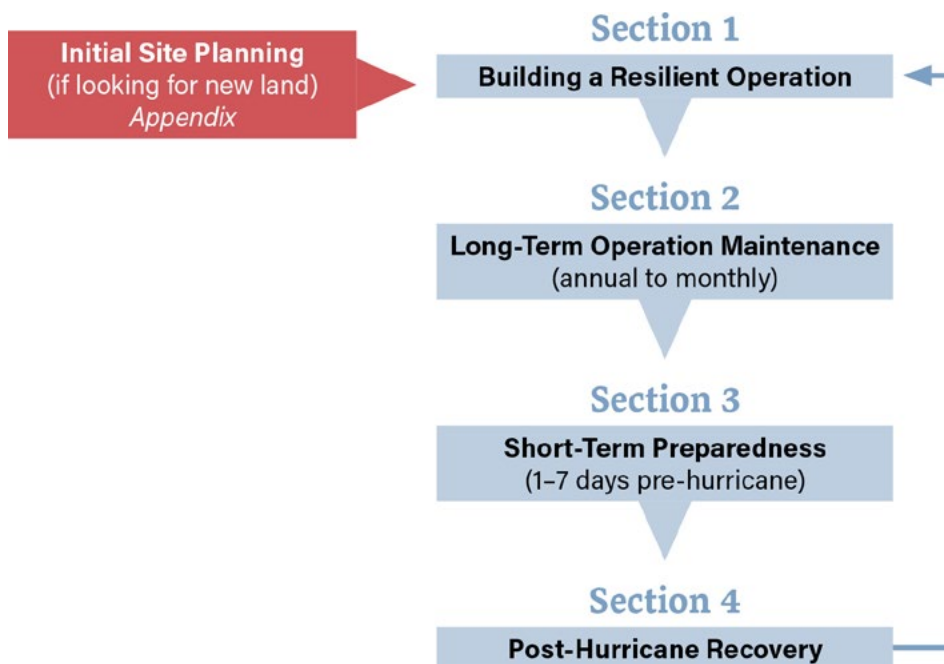 Initial Site Planning
(if looking for new land)
Appendix
Section 1
Building a Resilient Operation
Section 2
Long-Term Operation Maintenance
(annual to monthly)
Section 3
Short-Term Preparedness
(1–7 days pre-hurricane)
Section 4
Post-Hurricane Recovery